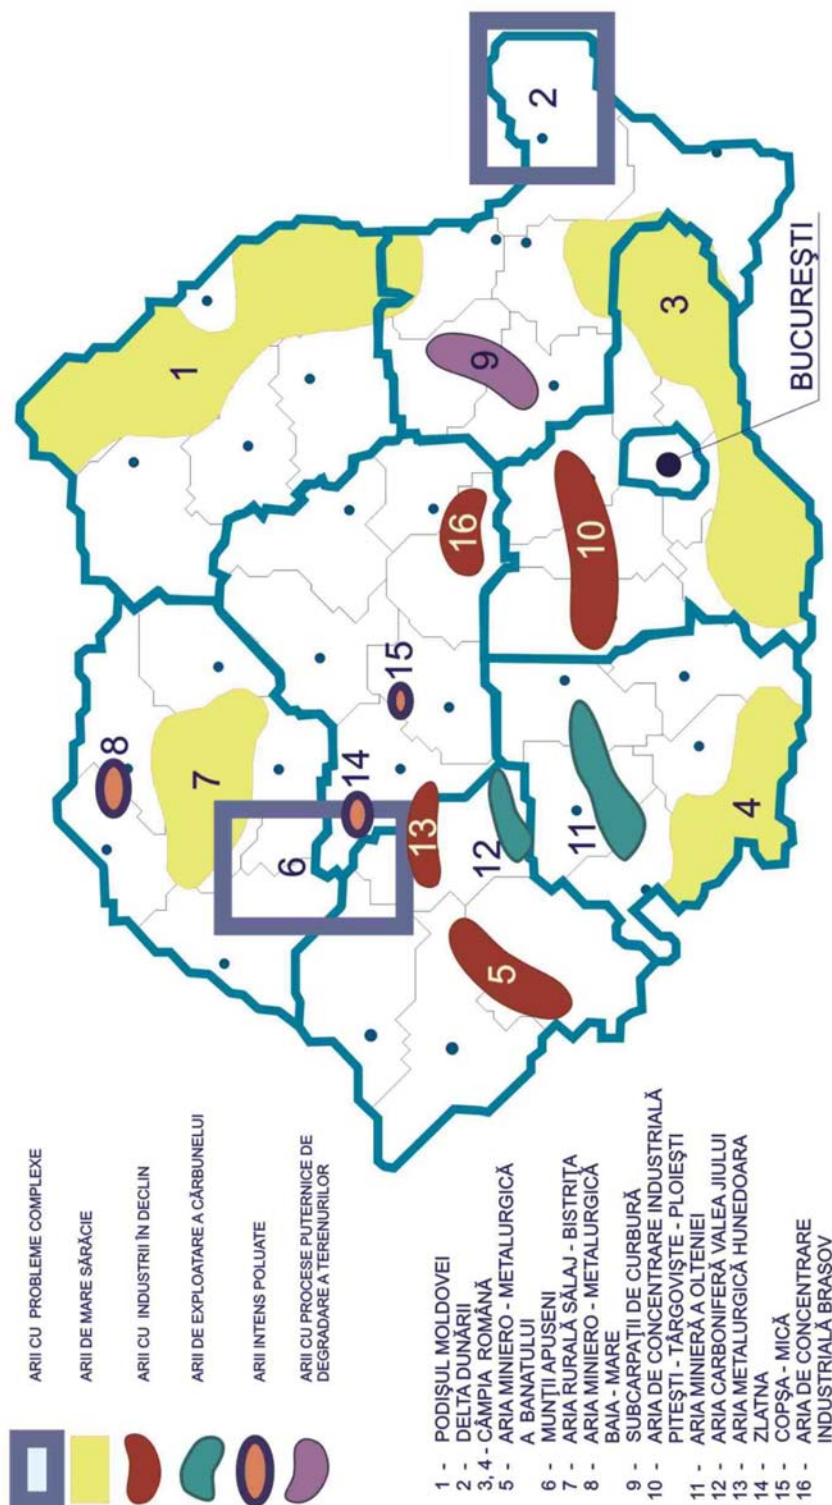 ARII CU PROBLEME COMPLEXE
ARII DE MARE SĂRĂCIE
ARII CU INDUSTRII ÎN DECLIN
ARII DE EXPLOATARE A CĂRBUNELUI
ARII INTENS POLUATE
ARII CU PROCESE PUTERNICE DE
DEGRADARE A TERENURILOR
1 - PODIȘUL MOLDOVEI
2 - DELTA DUNĂRII
3, 4 - CÂMPIA ROMÂNĂ
5 - ARIA MINIERO - METALURGICĂ
A BANATULUI
6 - MUNȚII APUSENI
7 - ARIA RURALĂ SĂLAJ - BISTRIȚA
8 - ARIA MINIERO - METALURGICĂ
BAIA - MARE
9 - SUBCARPAȚII DE CURBURĂ
10 - ARIA DE CONCENTRARE INDUSTRIALĂ
PITEȘTI - TÂRGOVIȘTE - PLOIEȘTI
11 - ARIA MINIERĂ A OLTENIEI
12 - ARIA CARBONIFERĂ VALEA JIULUI
13 - ARIA METALURGICĂ HUNEDOARA
14 - ZLATNA
15 - COPȘA - MICĂ
16 - ARIA DE CONCENTRARE
INDUSTRIALĂ BRAȘOV
1
8
7
2
6
14
15
16
9
13
12
5
10
3
11
4
BUCUREȘTI